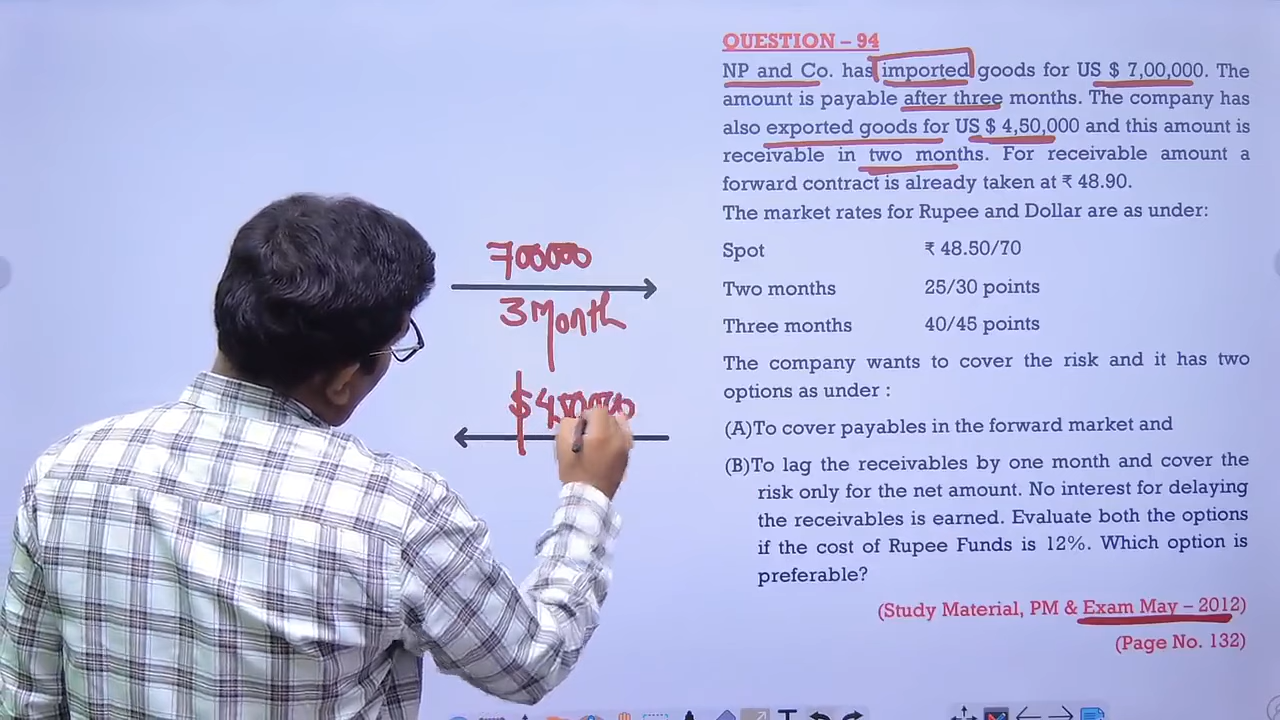 QUESTION – 94
NP and Co. has imported goods for US $ 7,00,000. The
amount is payable after three months. The company has
also exported goods for US $ 4,50,000 and this amount is
receivable in two months. For receivable amount a
forward contract is already taken at ₹ 48.90.
The market rates for Rupee and Dollar are as under:
Spot ₹ 48.50/70
Two months 25/30 points
Three months 40/45 points
The company wants to cover the risk and it has two
options as under :
(A)To cover payables in the forward market and
(B)To lag the receivables by one month and cover the
risk only for the net amount. No interest for delaying
the receivables is earned. Evaluate both the options
if the cost of Rupee Funds is 12%. Which option is
preferable?
(Study Material, PM & Exam May – 2012)
(Page No. 132)
700000
3 Month
$